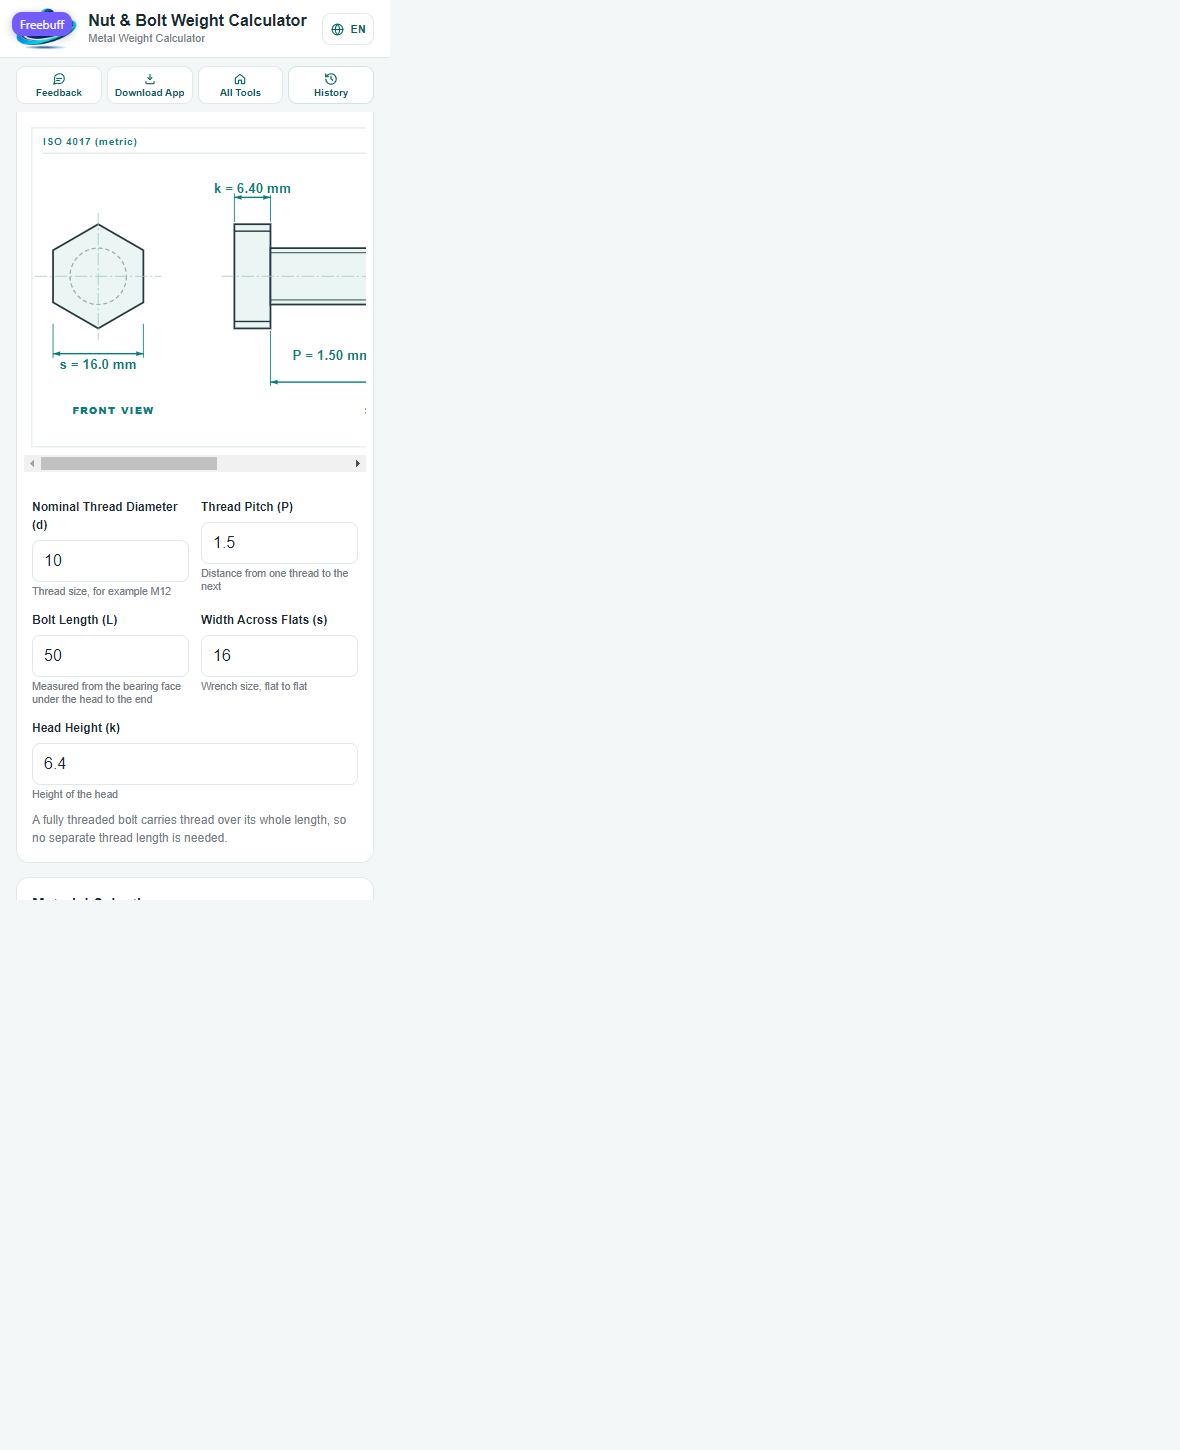 Freebuff
Nut & Bolt Weight Calculator
Metal Weight Calculator
EN
Feedback
Download App
All Tools
History
ISO 4017 (metric)
k = 6.40 mm
s = 16.0 mm
P = 1.50 mm
FRONT VIEW
Nominal Thread Diameter
(d)
10
Thread size, for example M12
Thread Pitch (P)
1.5
Distance from one thread to the
next
Bolt Length (L)
50
Measured from the bearing face
under the head to the end
Width Across Flats (s)
16
Wrench size, flat to flat
Head Height (k)
6.4
Height of the head
A fully threaded bolt carries thread over its whole length, so
no separate thread length is needed.